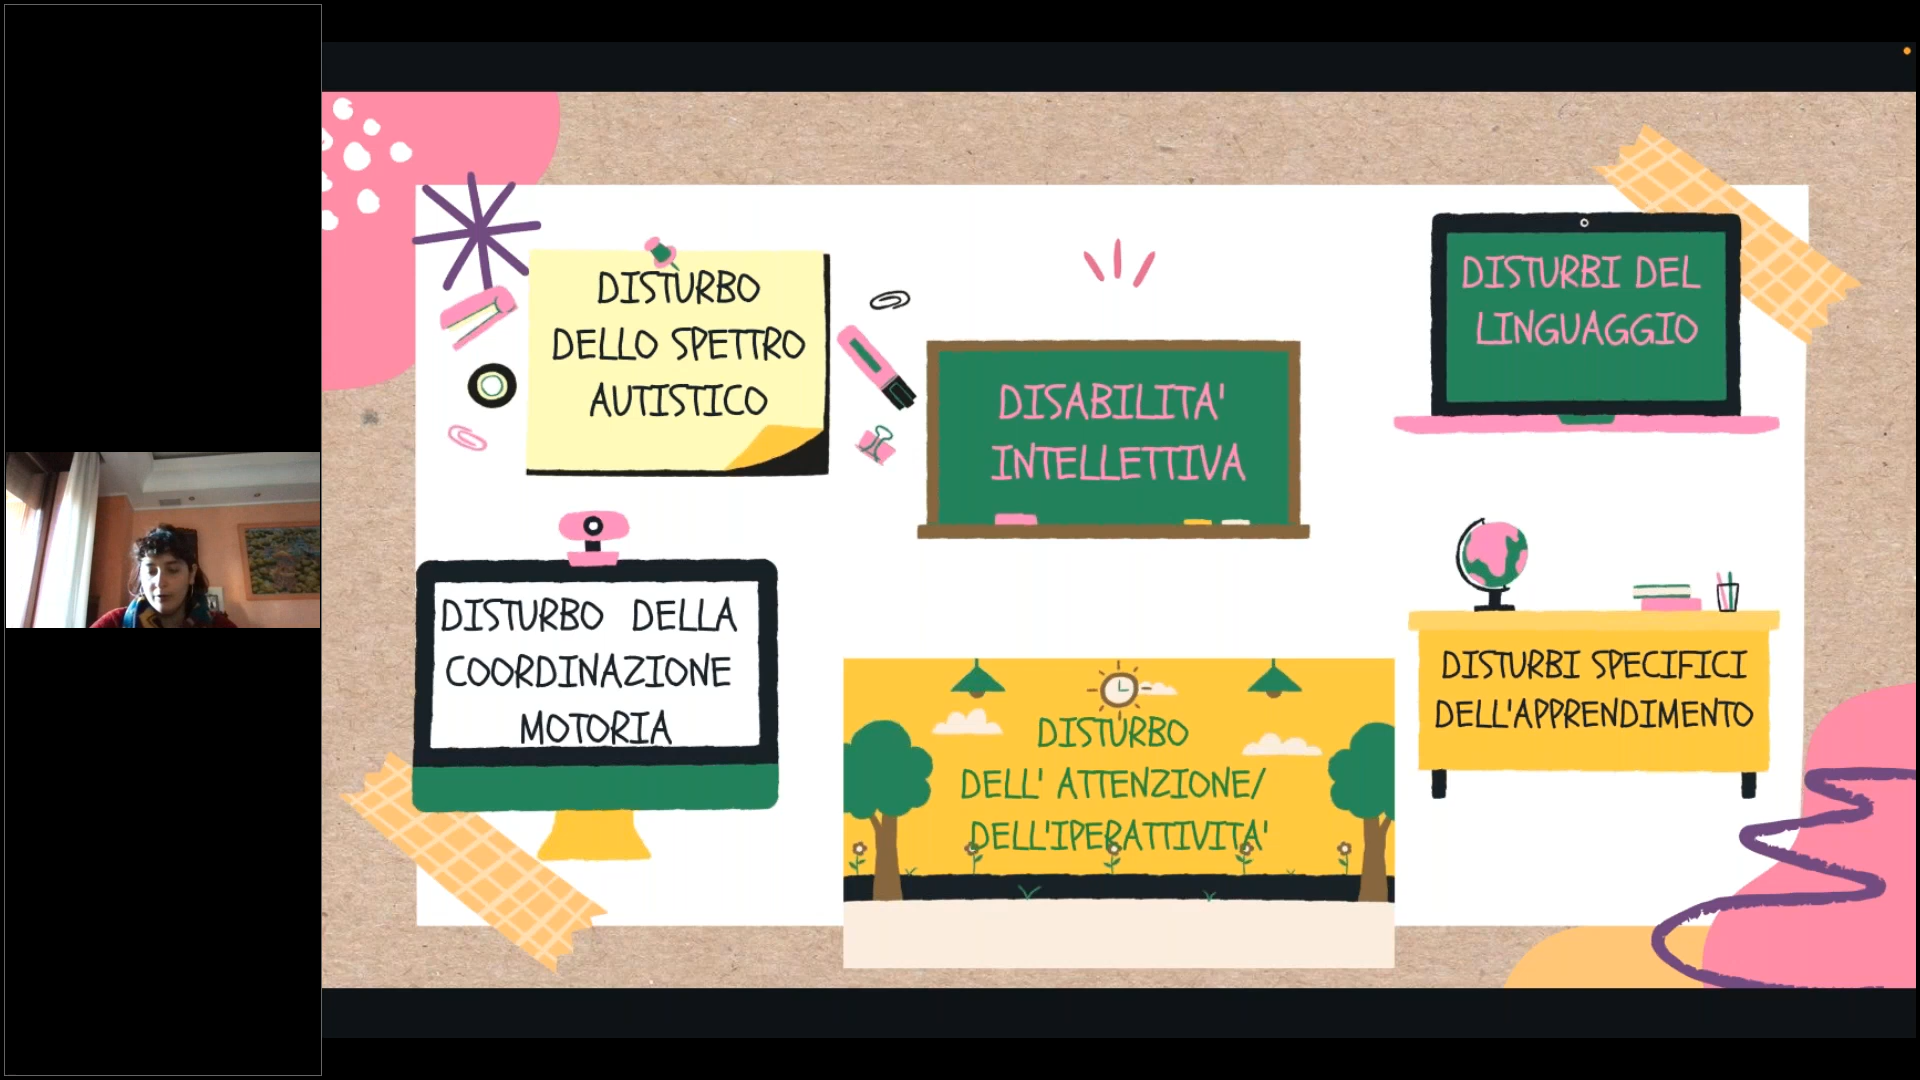 DISTURBO
DELLO SPETTRO
AUTISTICO
DISABILITA'
INTELLETTIVA
DISTURBI DEL
LINGUAGGIO
DISTURBO DELLA
COORDINAZIONE
MOTORIA
DISTURBO
DELL' ATTENZIONE/
DELL'IPERATTIVITA'
DISTURBI SPECIFICI
DELL'APPRENDIMENTO